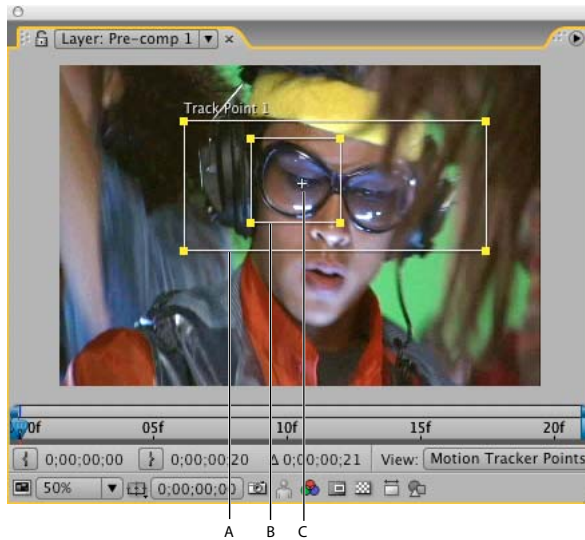 Layer: Pre-comp 1
Track Point 1
0f 05f 10f 15f 20f
0;00;00;00 0;00;00;20 Δ 0;00;00;21 View: Motion Tracker Points
50% 0;00;00;00
A B C